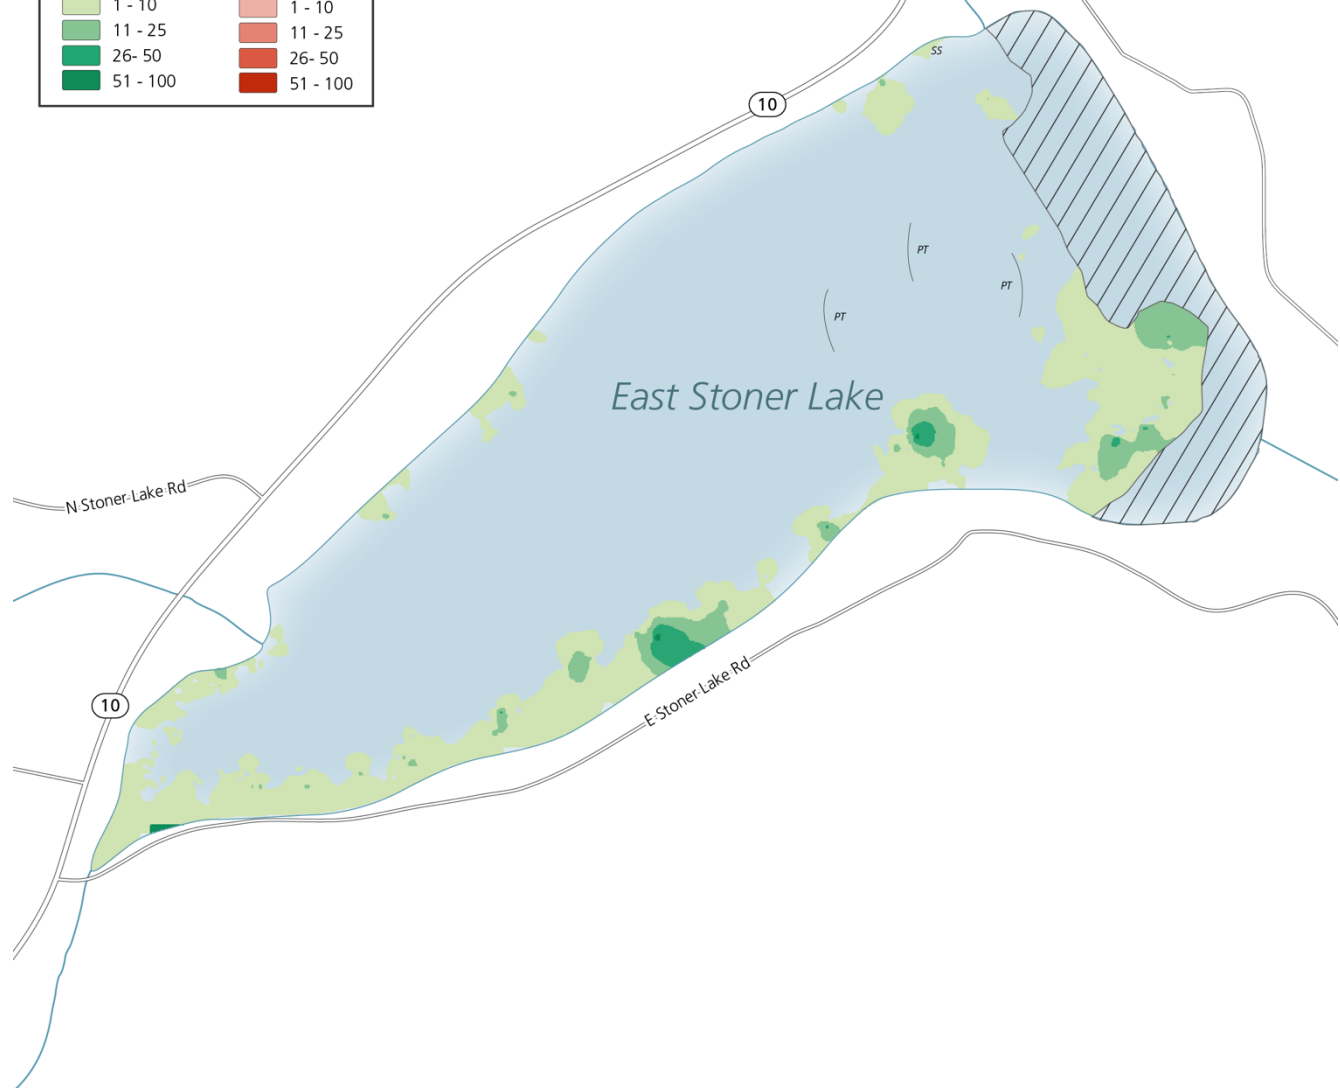 1 - 10
1 - 10
11 - 25
11 - 25
26- 50
26- 50
51 - 100
51 - 100
SS
10
PT
PT
PT
East Stoner Lake
N Stoner Lake Rd
10
E Stoner Lake Rd